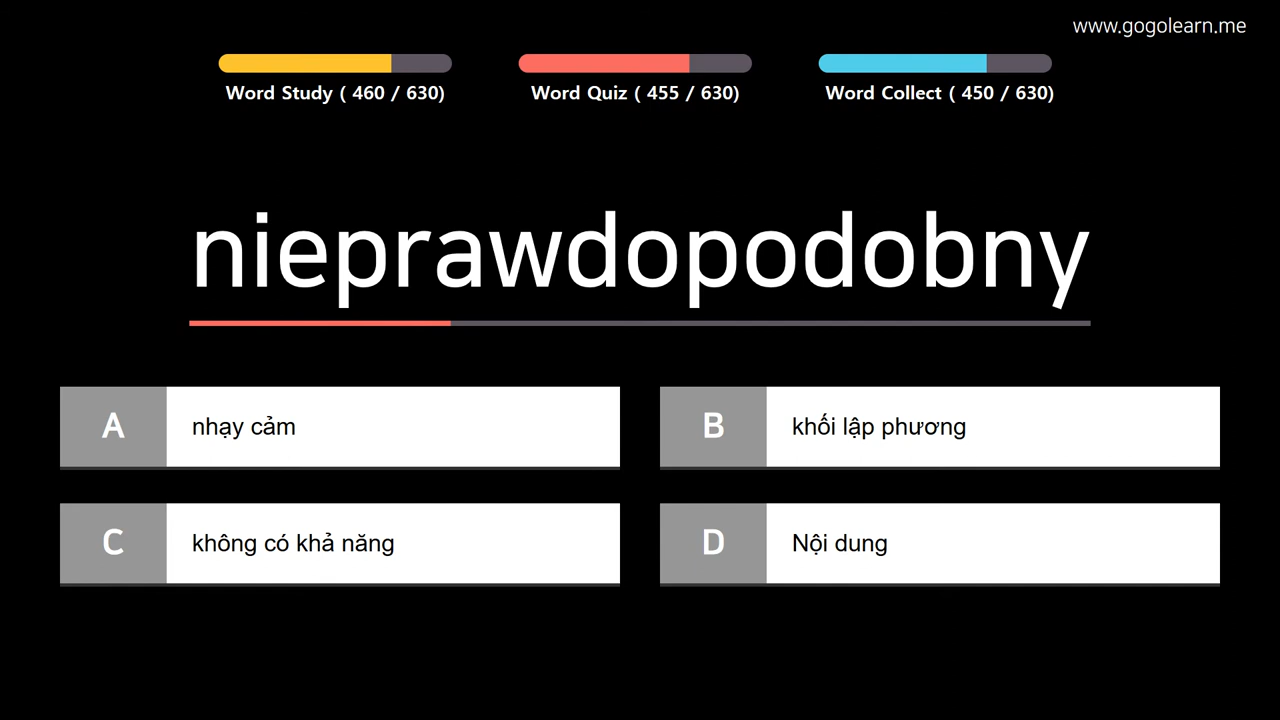 www.gogolearn.me
Word Study ( 460 / 630)
Word Quiz ( 455 / 630)
Word Collect ( 450 / 630)
nieprawdopodobny
A nhạy cảm
B khối lập phương
C không có khả năng
D Nội dung